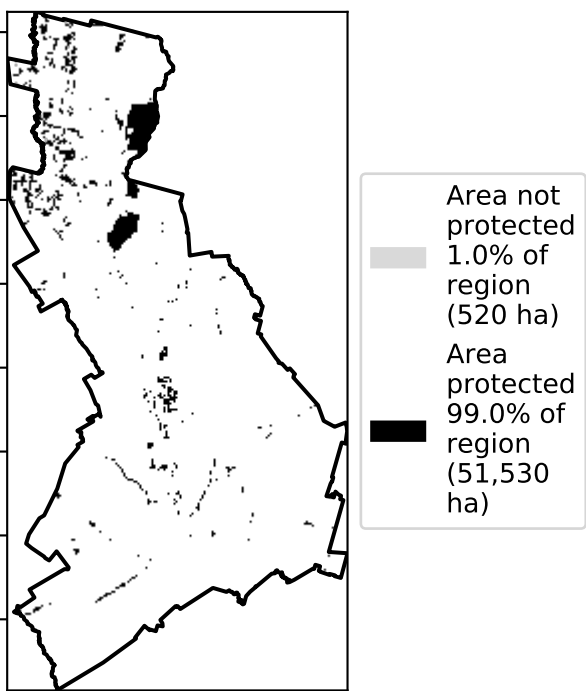 Area not
protected
1.0% of
region
(520 ha)
Area
protected
99.0% of
region
(51,530
ha)